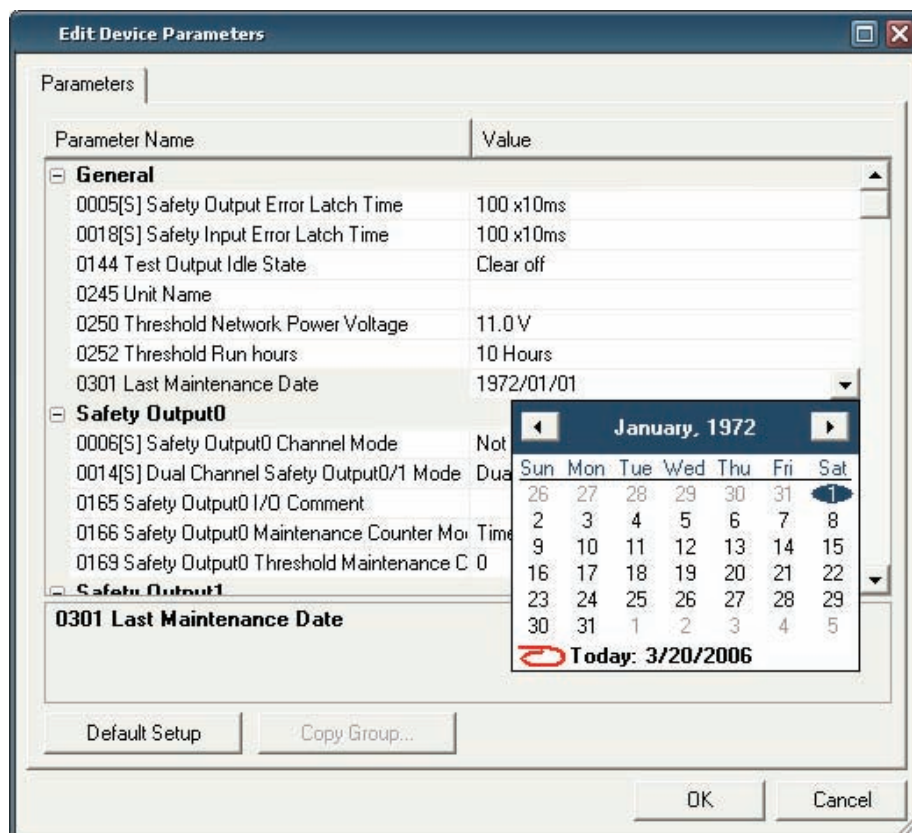 Edit Device Parameters
Parameters
Parameter Name Value
General
0005[S] Safety Output Error Latch Time 100 x10ms
0018[S] Safety Input Error Latch Time 100 x10ms
0144 Test Output Idle State Clear off
0245 Unit Name
0250 Threshold Network Power Voltage 11.0 V
0252 Threshold Run hours 10 Hours
0301 Last Maintenance Date 1972/01/01
Safety Output0
0006[S] Safety Output0 Channel Mode Not
0014[S] Dual Channel Safety Output0/1 Mode Dua
0165 Safety Output0 I/O Comment
0166 Safety Output0 Maintenance Counter Mo Time
0169 Safety Output0 Threshold Maintenance C 0
Safety Output1
January, 1972
Sun Mon Tue Wed Thu Fri Sat
26 27 28 29 30 31 1
2 3 4 5 6 7 8
9 10 11 12 13 14 15
16 17 18 19 20 21 22
23 24 25 26 27 28 29
30 31 1 2 3 4 5
Today: 3/20/2006
0301 Last Maintenance Date
Default Setup Copy Group...
OK Cancel